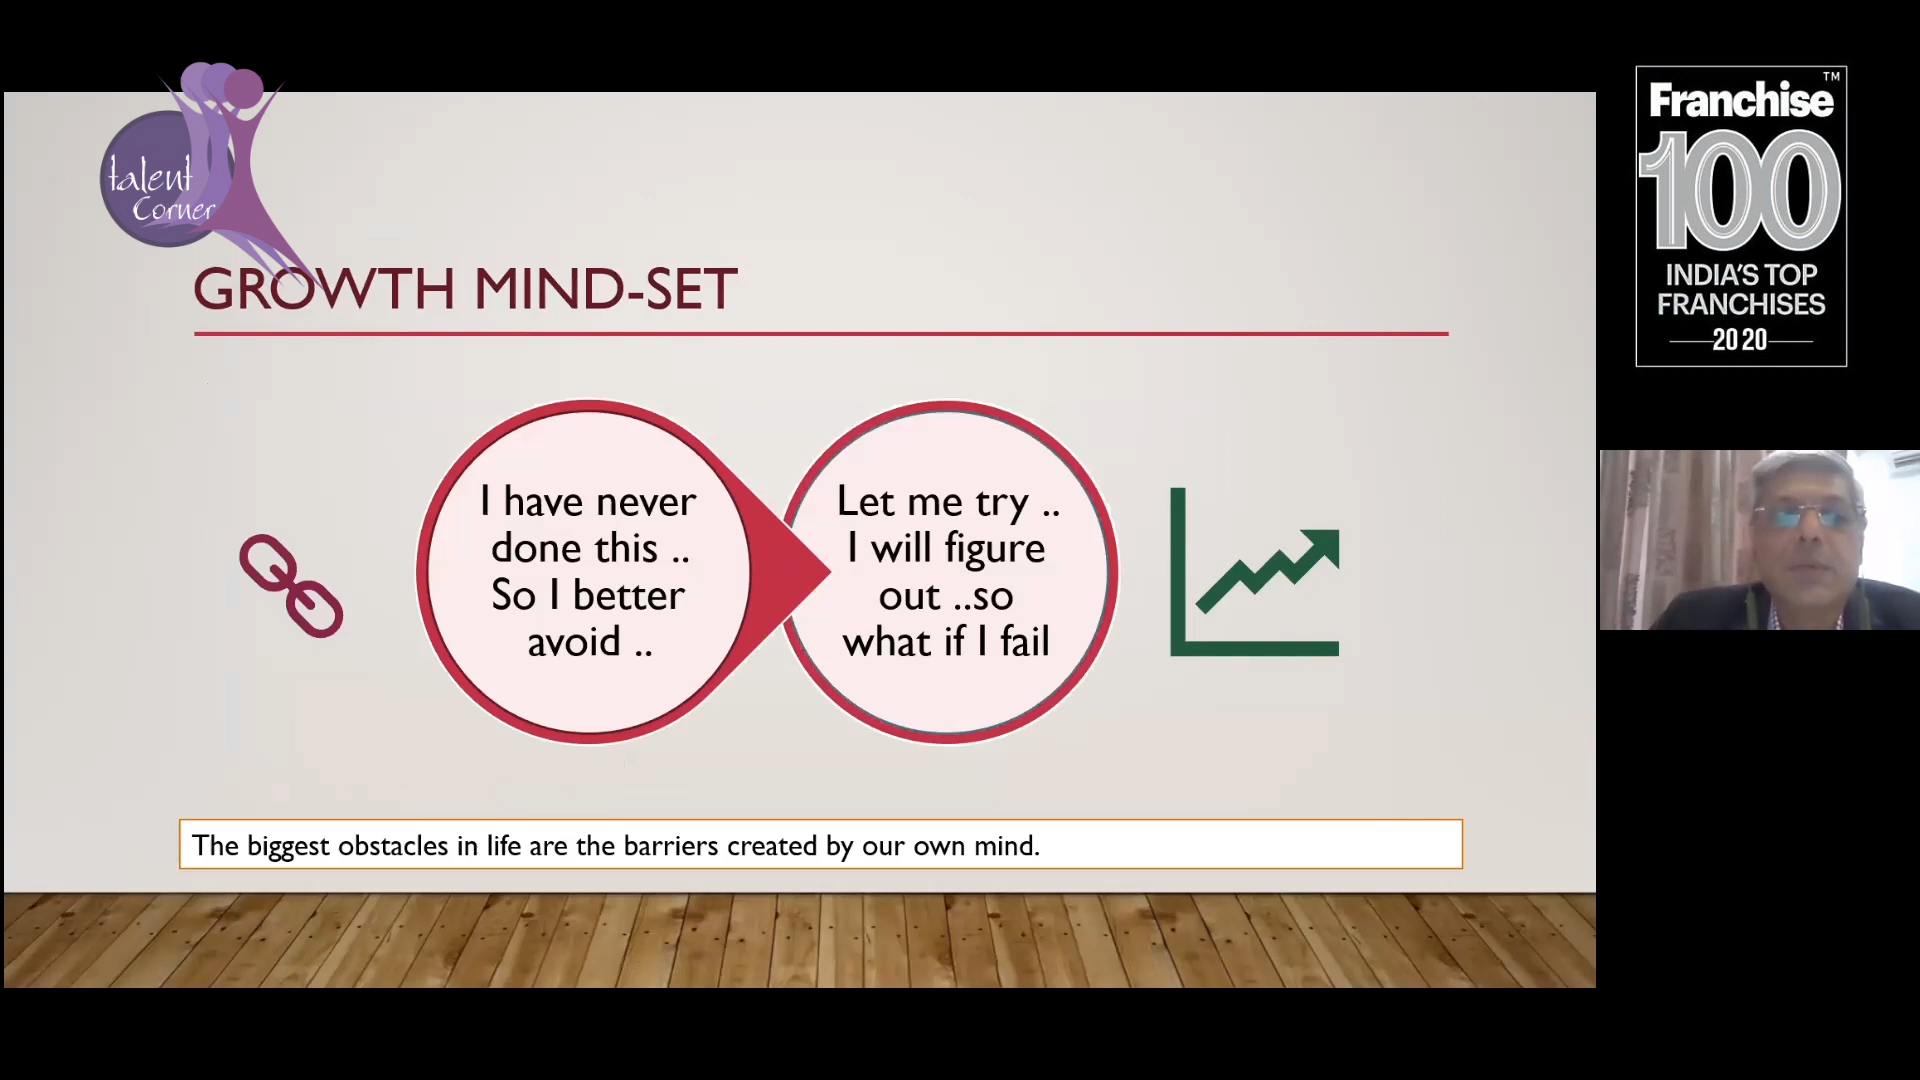 talent
Corner
GROWTH MIND-SET
I have never
done this ..
So I better
avoid ..
Let me try ..
I will figure
out ..so
what if I fail
The biggest obstacles in life are the barriers created by our own mind.
Franchise™
100
INDIA'S TOP
FRANCHISES
2020